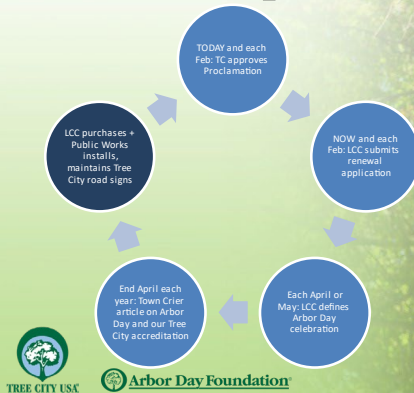 TODAY and each
Feb: TC approves
Proclamation
NOW and each
Feb: LCC submits
renewal
application
Each April or
May: LCC defines
Arbor Day
celebration
End April each
year: Town Crier
article on Arbor
Day and our Tree
City accreditation
LCC purchases +
Public Works
installs,
maintains Tree
City road signs
TREE CITY USA®
Arbor Day Foundation®